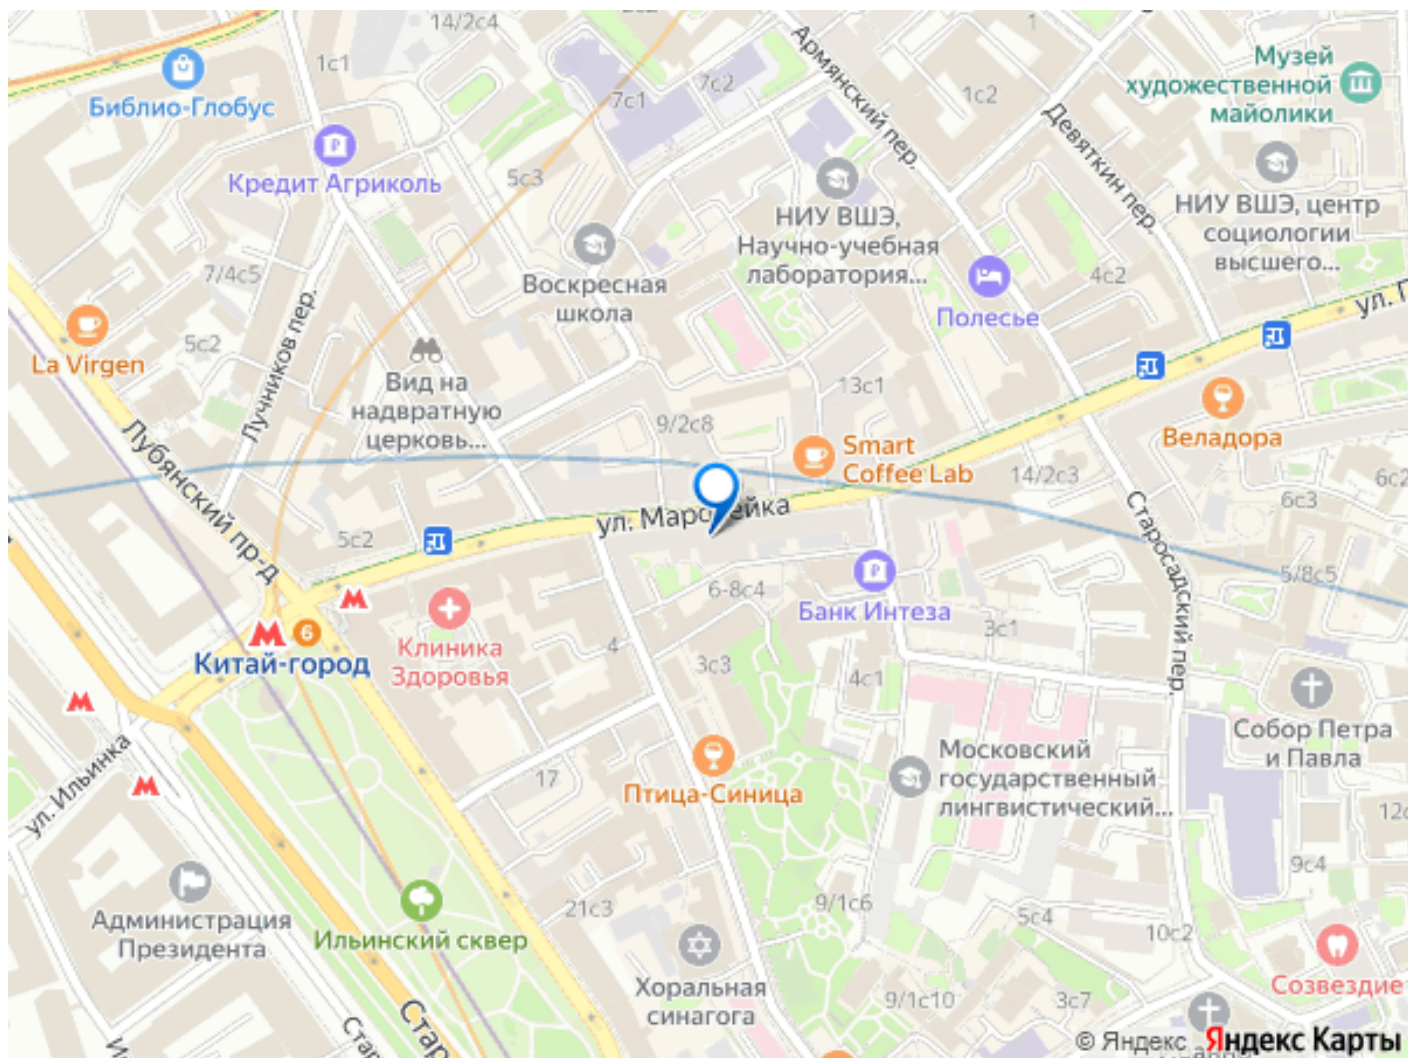 14/2с4
1с1
Библио-Глобус
Кредит Агриколь
7с2
7с1
5с3
Армянский пер.
1
1с2
Музей
художественной
майолики
Девяткин пер.
НИУ ВШЭ,
Научно-учебная
лаборатория...
НИУ ВШЭ, центр
социологии
высшего...
Воскресная
школа
7/4с5
Лучников пер.
La Virgen
5с2
Вид на
надвратную
церковь...
Полесье
4с2
13с1
9/2с8
Smart
Coffee Lab
Веладора
14/2с3
6с2
6с3
5/8с5
Лубянский пр-д
5с2
ул. Маросейка
Старосадский пер.
Китай-город
6
Клиника
Здоровья
4
6-8с4
Банк Интеза
3с3
4с1
3с1
Собор Петра
и Павла
ул. Ильинка
17
Птица-Синица
Московский
государственный
лингвистический...
9с4
Администрация
Президента
Ильинский сквер
21с3
9/1с6
5с4
10с2
Хоральная
синагога
9/1с10
3с7
Созвездие
© Яндекс Яндекс Карты